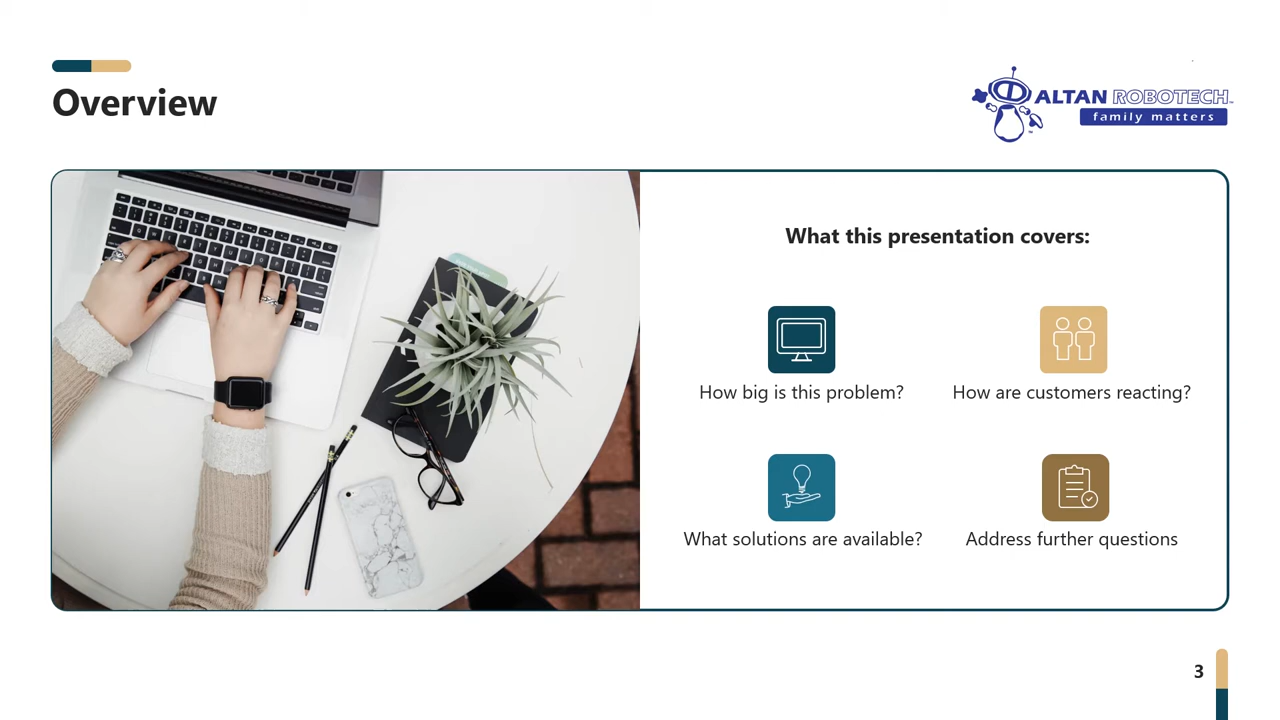 Overview
ALTAN ROBOTECH
family matters
What this presentation covers:
How big is this problem?
How are customers reacting?
What solutions are available?
Address further questions
3